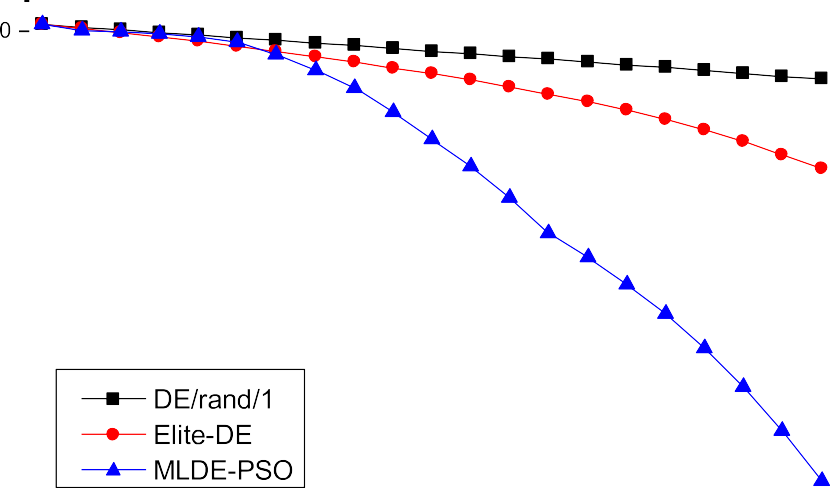 0
DE/rand/1
Elite-DE
MLDE-PSO